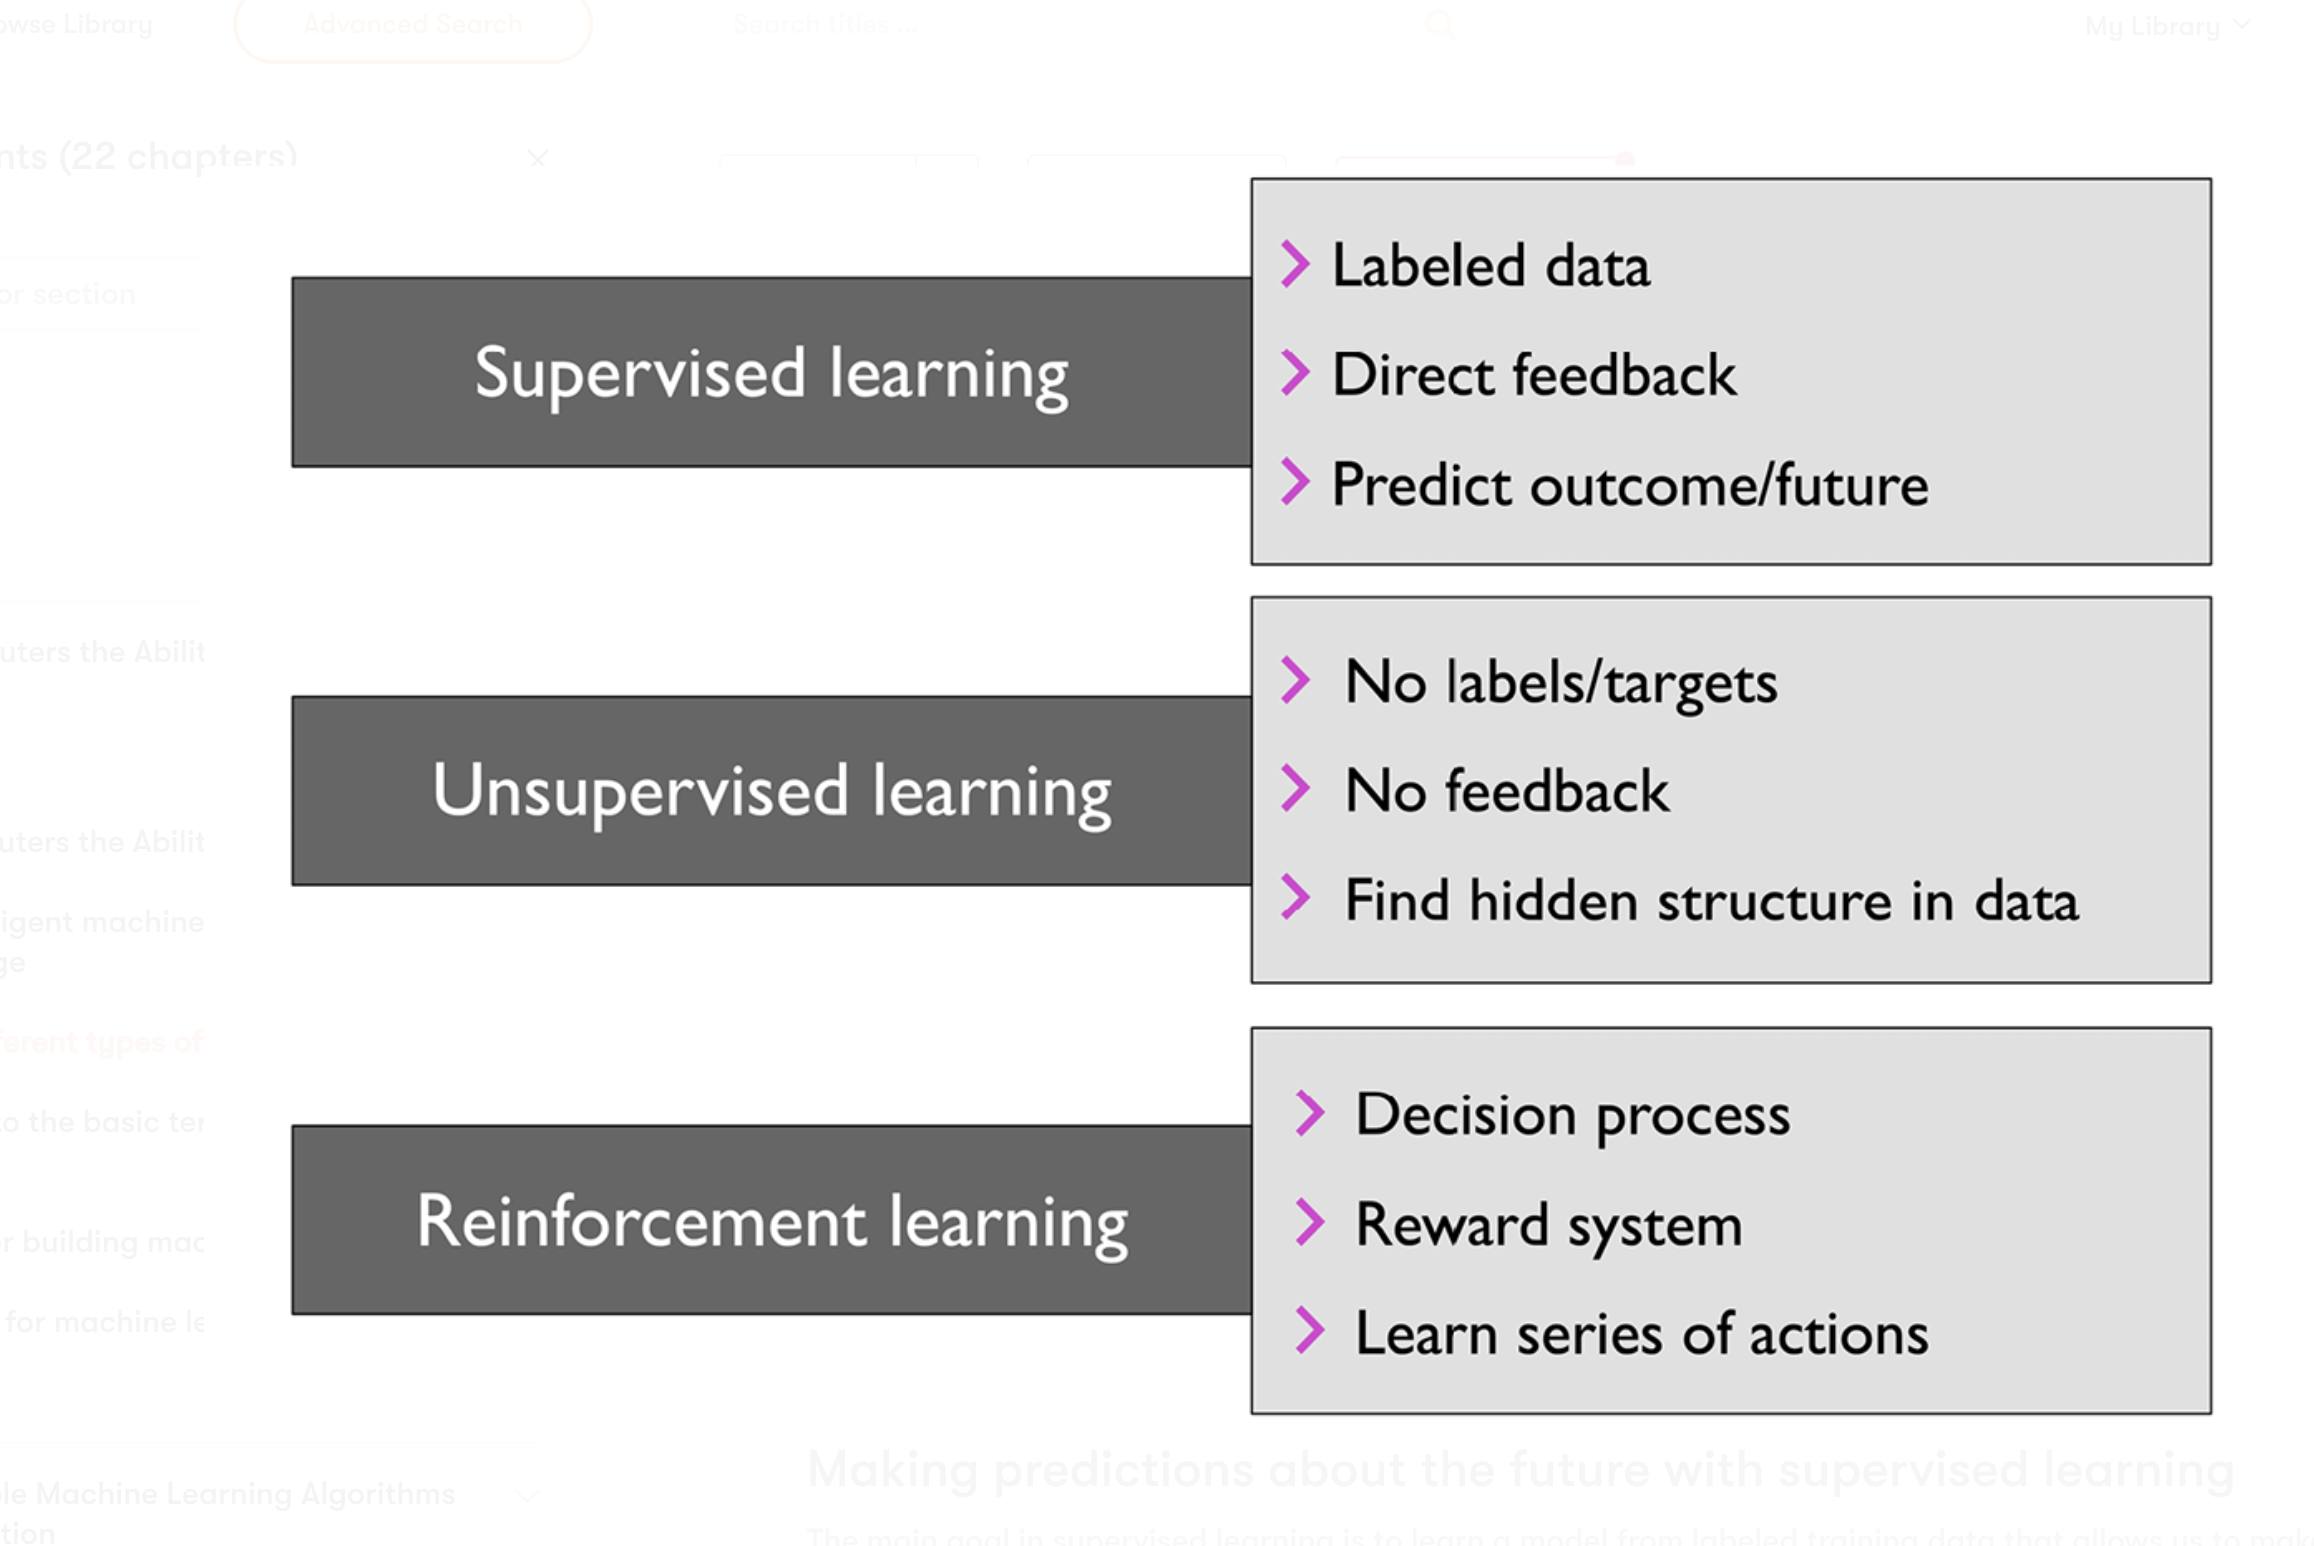 owse Library
Advanced Search
Search titles ...
My Library
nts (22 chapters)
or section
Supervised learning
Labeled data
Direct feedback
Predict outcome/future
uters the Abilit
Unsupervised learning
No labels/targets
No feedback
Find hidden structure in data
uters the Abilit
igent machine
ge
ferent types of
o the basic ter
Reinforcement learning
Decision process
Reward system
Learn series of actions
r building mac
for machine le
Making predictions about the future with supervised learning
le Machine Learning Algorithms
tion
The main goal in supervised learning is to learn a model from labeled training data that allows us to mak